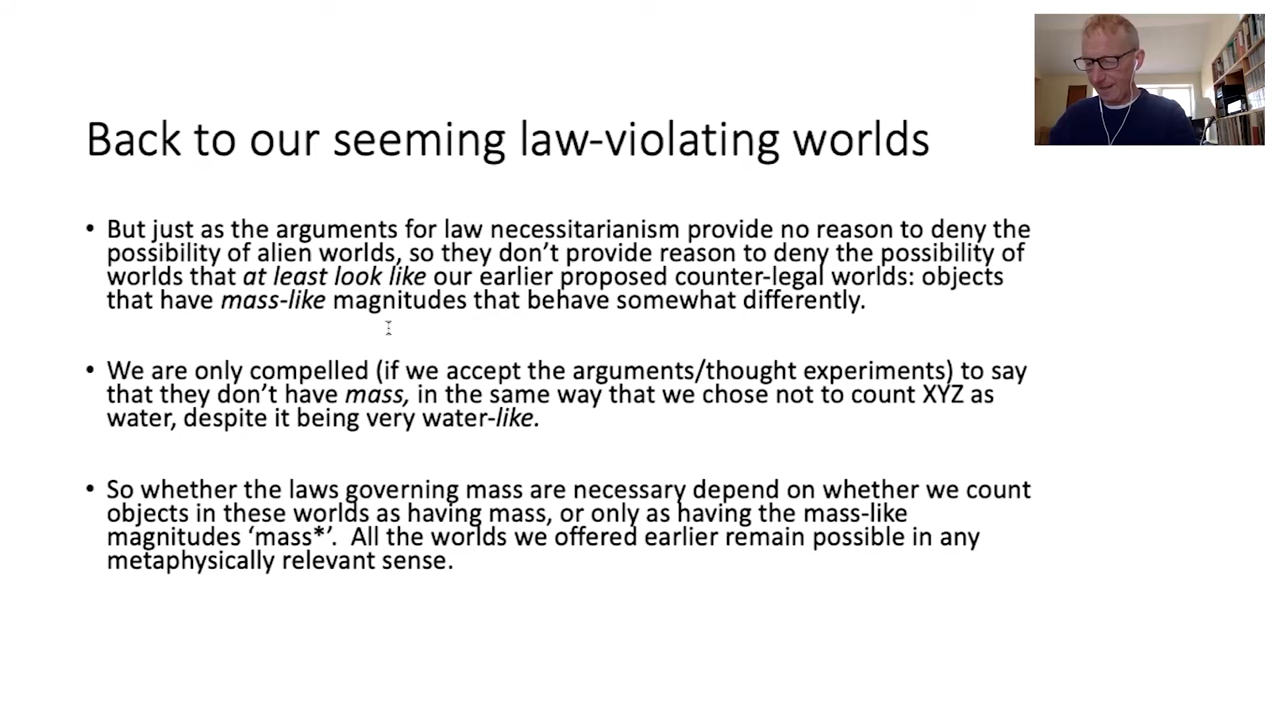 Back to our seeming law-violating worlds
• But just as the arguments for law necessitarianism provide no reason to deny the
possibility of alien worlds, so they don't provide reason to deny the possibility of
worlds that at least look like our earlier proposed counter-legal worlds: objects
that have mass-like magnitudes that behave somewhat differently.
• We are only compelled (if we accept the arguments/thought experiments) to say
that they don't have mass, in the same way that we chose not to count XYZ as
water, despite it being very water-like.
• So whether the laws governing mass are necessary depend on whether we count
objects in these worlds as having mass, or only as having the mass-like
magnitudes 'mass*'. All the worlds we offered earlier remain possible in any
metaphysically relevant sense.